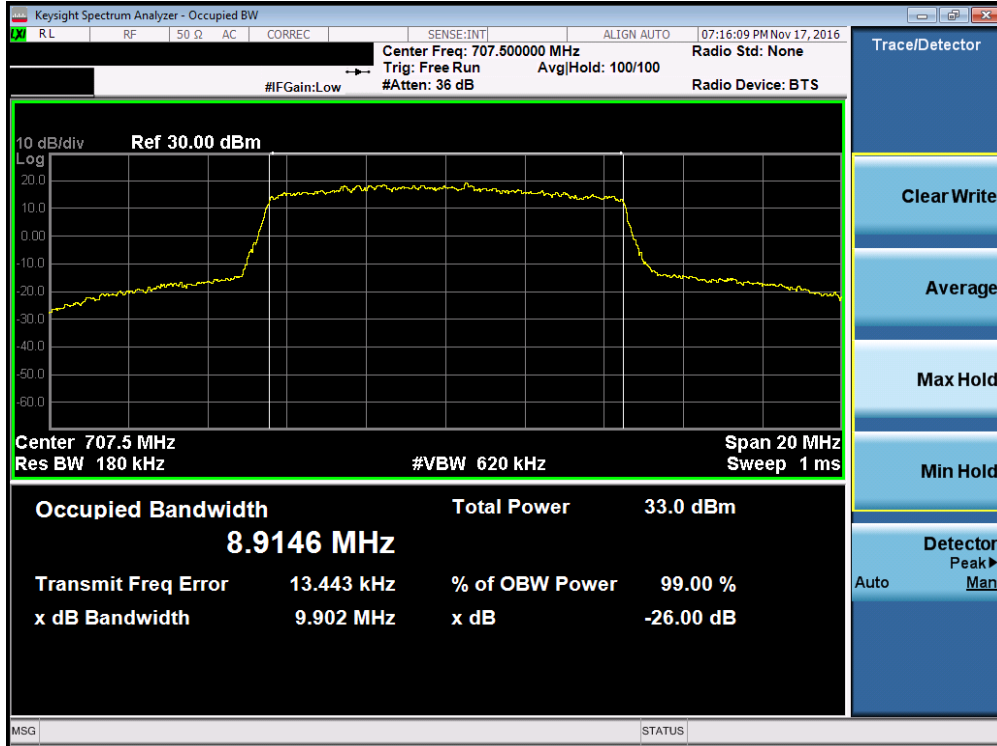 Keysight Spectrum Analyzer - Occupied BW
LXI RL RF 50 Ω AC CORREC SENSE:INT ALIGN AUTO 07:16:09 PM Nov 17, 2016
Center Freq: 707.500000 MHz Radio Std: None
Trig: Free Run Avg|Hold: 100/100
#IFGain:Low #Atten: 36 dB Radio Device: BTS
10 dB/div Ref 30.00 dBm
Log
20.0
10.0
0.00
-10.0
-20.0
-30.0
-40.0
-50.0
-60.0
Center 707.5 MHz Span 20 MHz
Res BW 180 kHz #VBW 620 kHz Sweep 1 ms
Occupied Bandwidth Total Power 33.0 dBm
8.9146 MHz
Transmit Freq Error 13.443 kHz % of OBW Power 99.00 %
x dB Bandwidth 9.902 MHz x dB -26.00 dB
MSG STATUS
Trace/Detector
Clear Write
Average
Max Hold
Min Hold
Detector
Peak▶
Auto Man